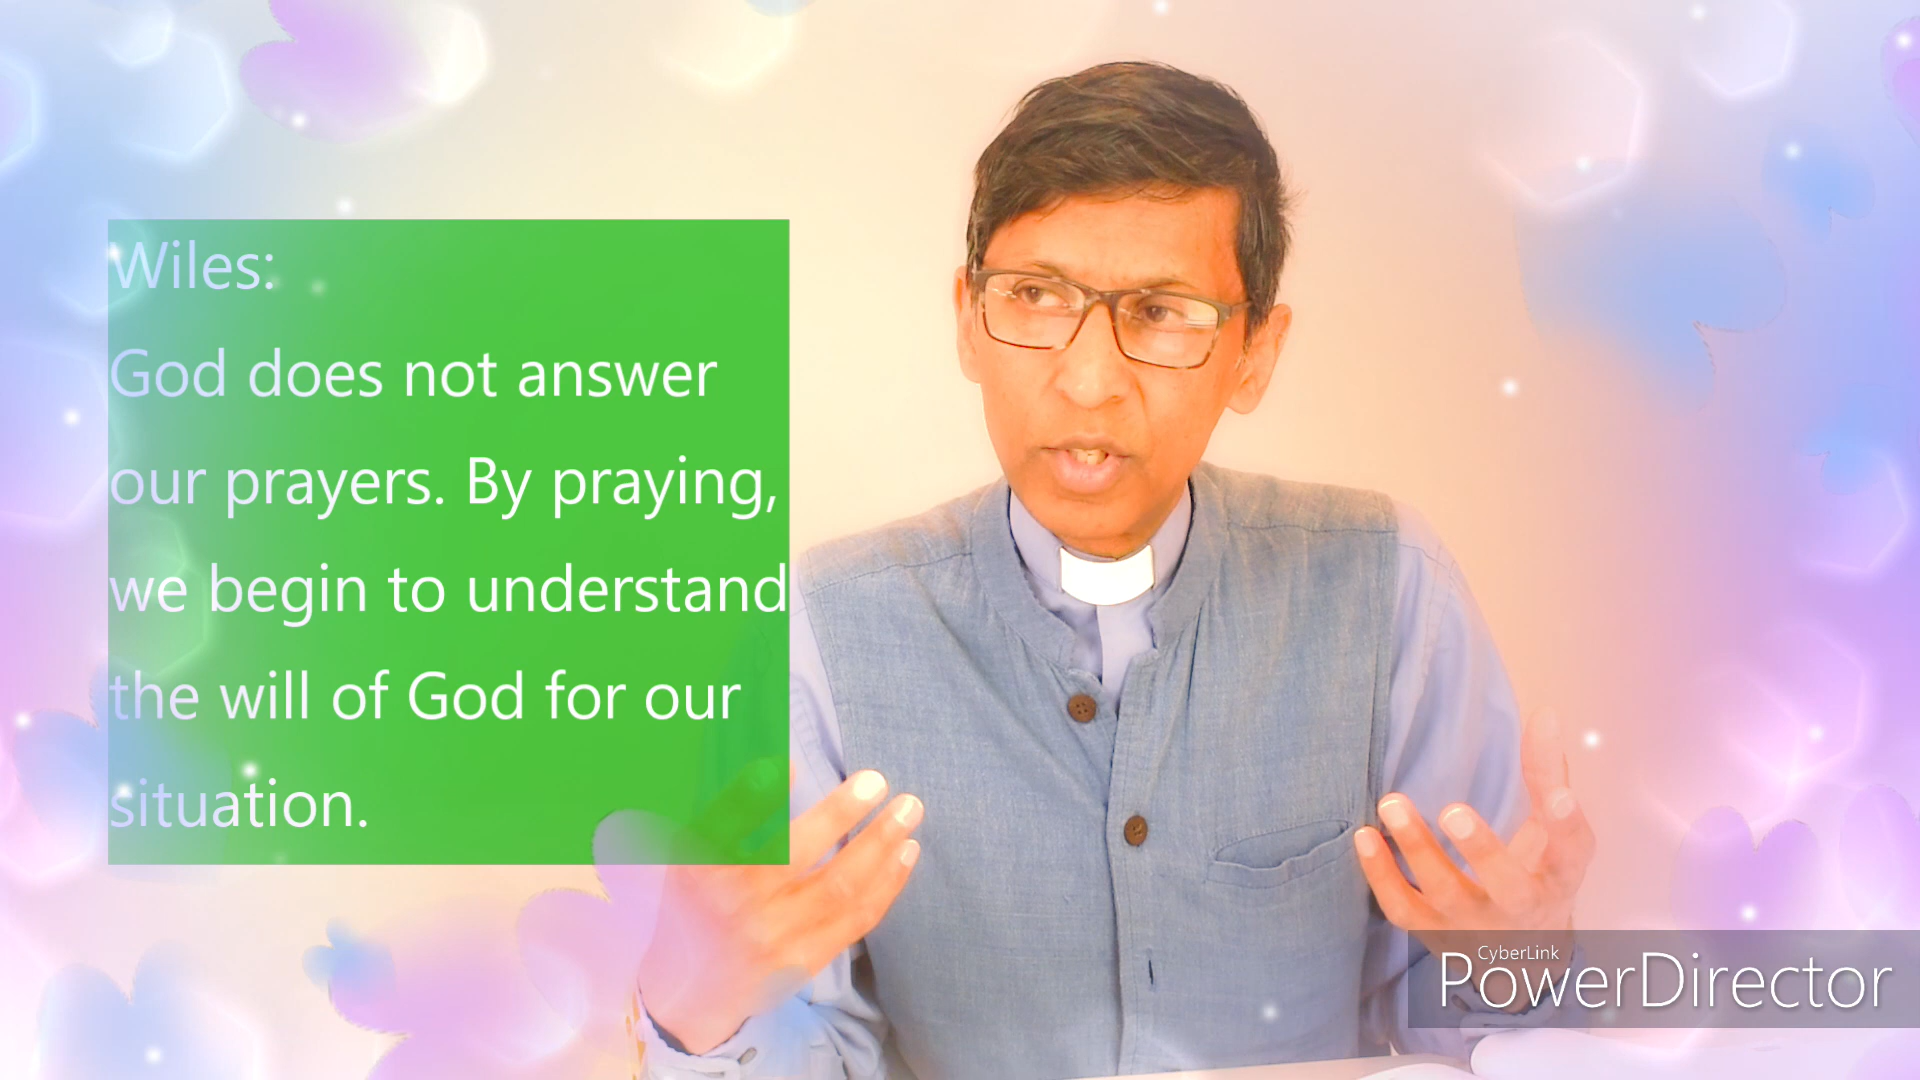 Wiles:
God does not answer
our prayers. By praying,
we begin to understand
the will of God for our
situation.
CyberLink
PowerDirector